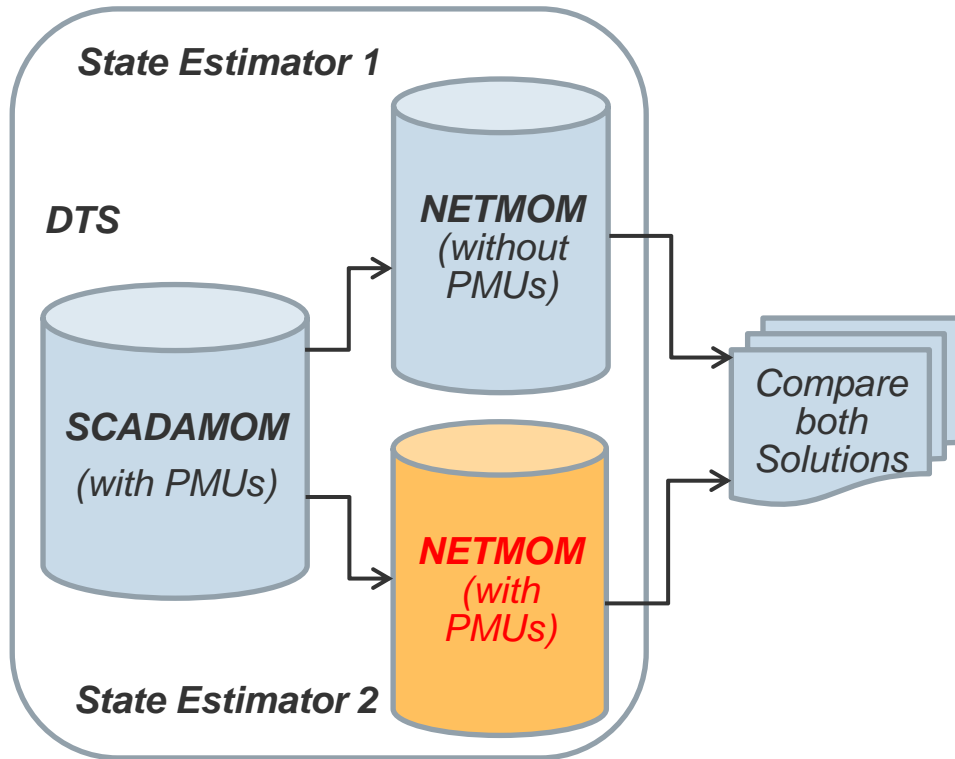 State Estimator 1
DTS
SCADAMOM
(with PMUs)
NETMOM
(without
PMUs)
NETMOM
(with
PMUs)
State Estimator 2
Compare
both
Solutions